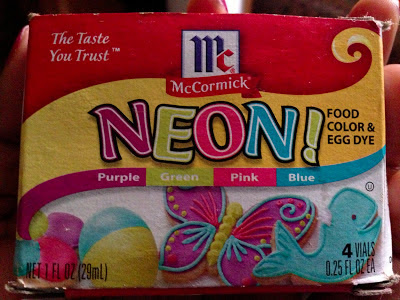 The Taste
You Trust™
Mc
McCormick®
NEON!
FOOD
COLOR &
EGG DYE
Purple Green Pink Blue
U
4 VIALS
0.25 FL OZ EA
NET 1 FL OZ (29mL)